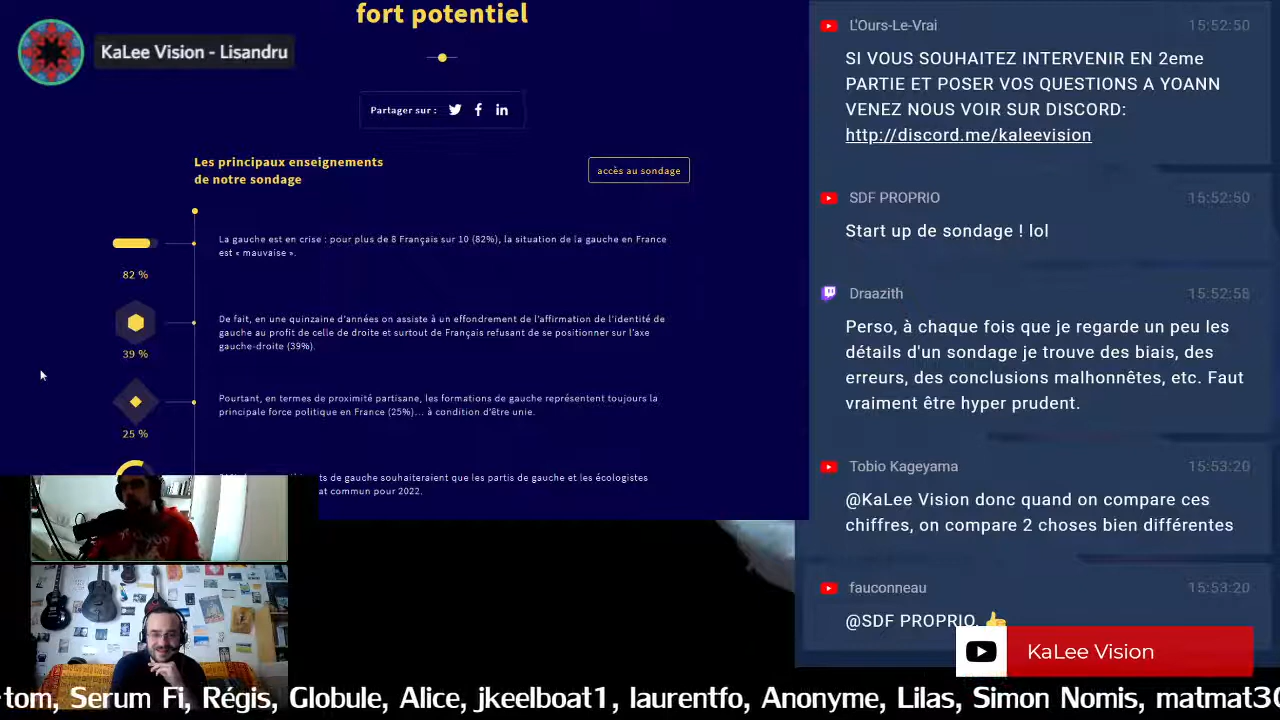 fort potentiel
KaLee Vision - Lisandru
Partager sur :
Les principaux enseignements
de notre sondage
accès au sondage
La gauche est en crise : pour plus de 8 Français sur 10 (82%), la situation de la gauche en France
est « mauvaise ».
82 %
De fait, en une quinzaine d'années on assiste à un effondrement de l'affirmation de l'identité de
gauche au profit de celle de droite et surtout de Français refusant de se positionner sur l'axe
gauche-droite (39%).
39 %
Pourtant, en termes de proximité partisane, les formations de gauche représentent toujours la
principale force politique en France (25%)... à condition d'être unie.
25 %
de gauche souhaiteraient que les partis de gauche et les écologistes
commun pour 2022.
L'Ours-Le-Vrai 15:52:50
SI VOUS SOUHAITEZ INTERVENIR EN 2eme
PARTIE ET POSER VOS QUESTIONS A YOANN
VENEZ NOUS VOIR SUR DISCORD:
http://discord.me/kaleevision
SDF PROPRIO 15:52:50
Start up de sondage ! lol
Draazith 15:52:58
Perso, à chaque fois que je regarde un peu les
détails d'un sondage je trouve des biais, des
erreurs, des conclusions malhonnêtes, etc. Faut
vraiment être hyper prudent.
Tobio Kageyama 15:53:20
@KaLee Vision donc quand on compare ces
chiffres, on compare 2 choses bien différentes
fauconneau 15:53:20
@SDF PROPRIO 👍
KaLee Vision
-tom, Serum Fi, Régis, Globule, Alice, jkeelboat1, laurentfo, Anonyme, Lilas, Simon Nomis, matmat30